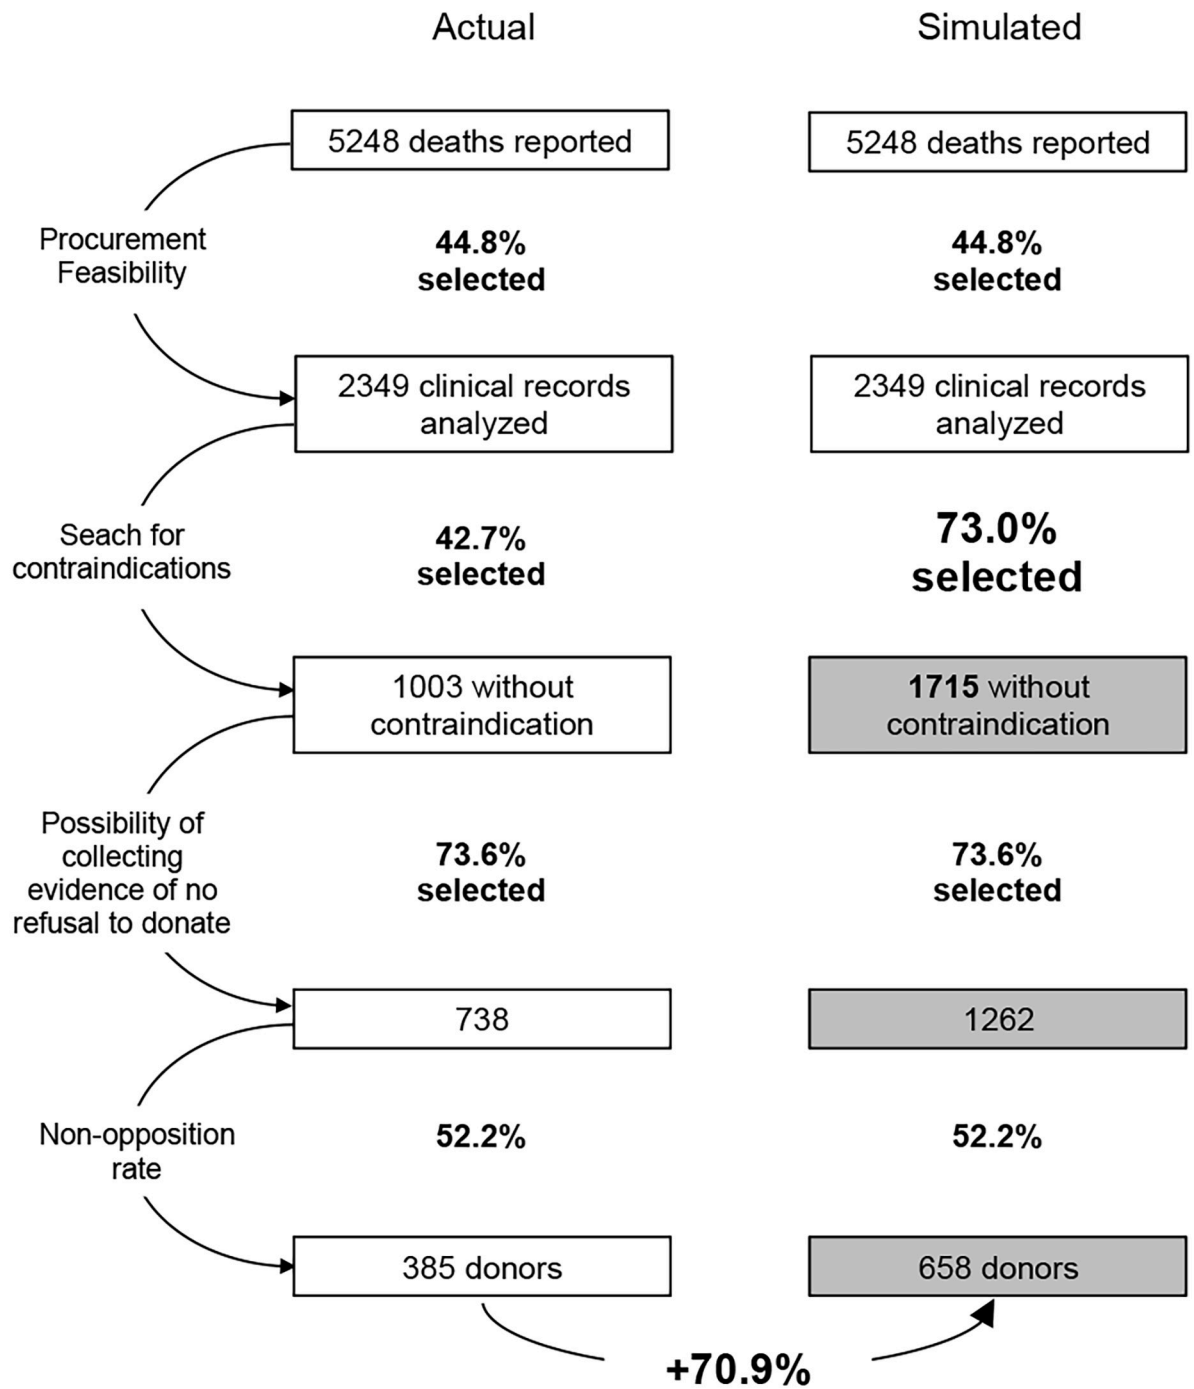 Actual
Simulated
5248 deaths reported
5248 deaths reported
Procurement
Feasibility
44.8%
selected
44.8%
selected
2349 clinical records
analyzed
2349 clinical records
analyzed
Seach for
contraindications
42.7%
selected
73.0%
selected
1003 without
contraindication
1715 without
contraindication
Possibility of
collecting
evidence of no
refusal to donate
73.6%
selected
73.6%
selected
738
1262
Non-opposition
rate
52.2%
52.2%
385 donors
658 donors
+70.9%